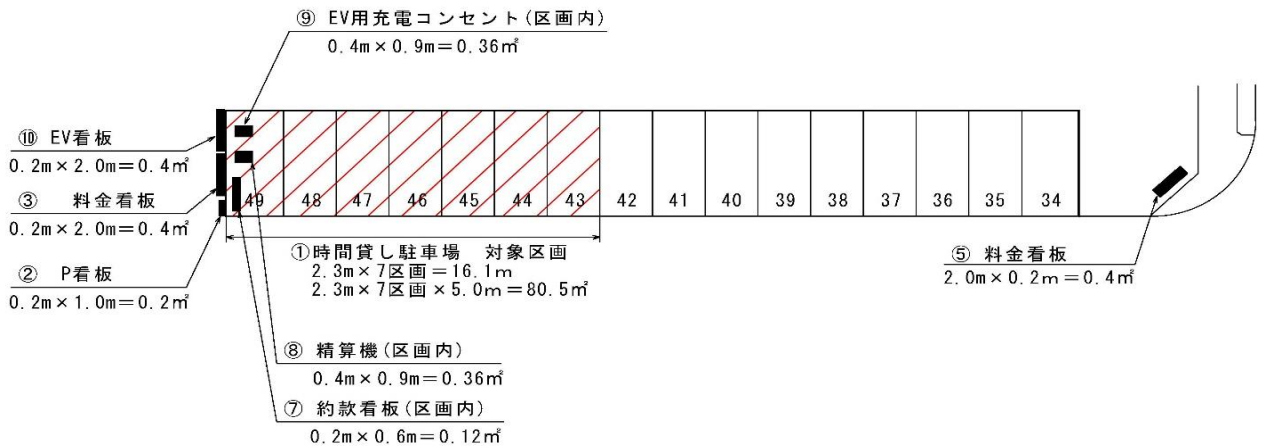 ⑨ EV用充電コンセント(区画内)
0.4m×0.9m=0.36㎡
⑩ EV看板
0.2m×2.0m=0.4㎡
③ 料金看板
0.2m×2.0m=0.4㎡
② P看板
0.2m×1.0m=0.2㎡
49 48 47 46 45 44 43 42 41 40 39 38 37 36 35 34
①時間貸し駐車場 対象区画
2.3m×7区画=16.1m
2.3m×7区画×5.0m=80.5㎡
⑤ 料金看板
2.0m×0.2m=0.4㎡
⑧ 精算機(区画内)
0.4m×0.9m=0.36㎡
⑦ 約款看板(区画内)
0.2m×0.6m=0.12㎡